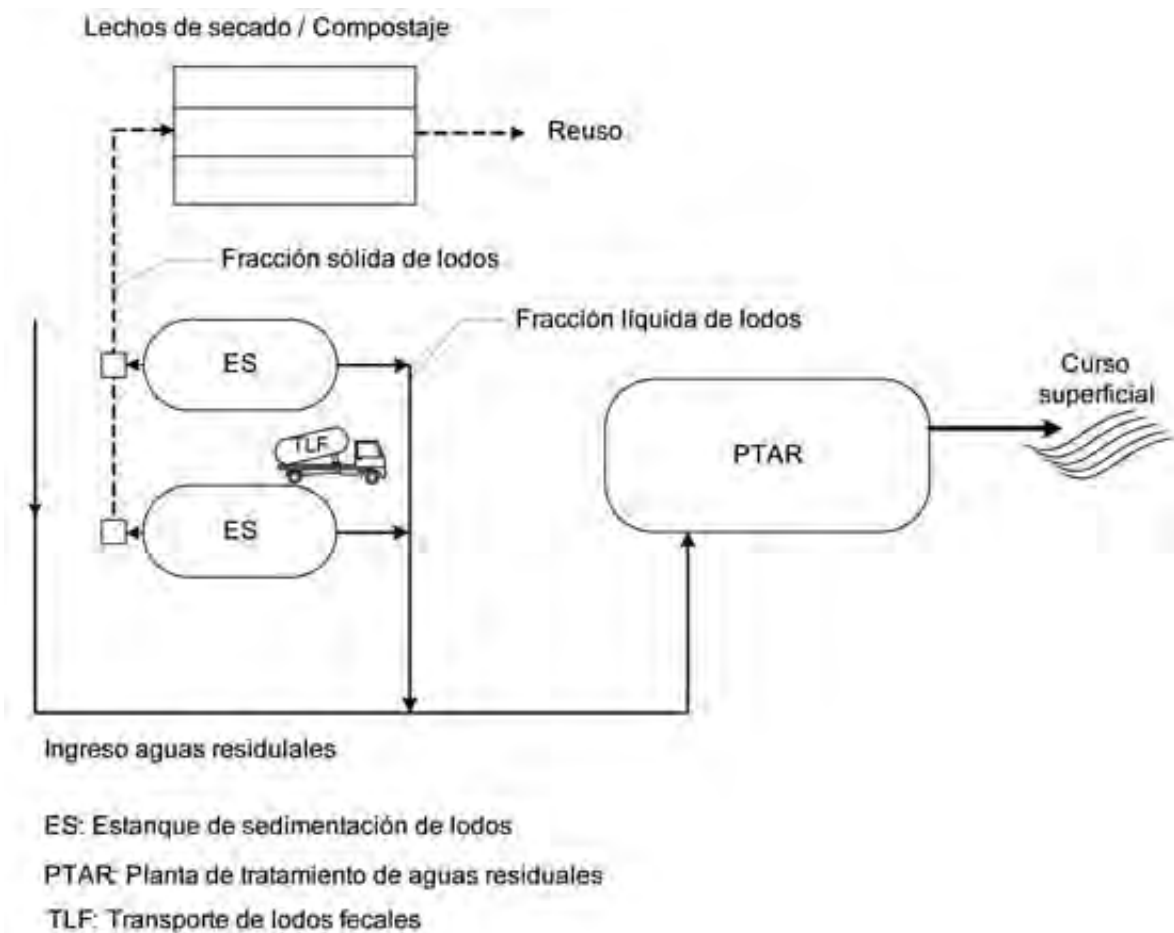 Lechos de secado / Compostaje
Reuso
Fracción sólida de lodos
Fracción líquida de lodos
ES
Curso
superficial
TLF
PTAR
ES
Ingreso aguas residulales
ES: Estanque de sedimentación de lodos
PTAR: Planta de tratamiento de aguas residuales
TLF: Transporte de lodos fecales